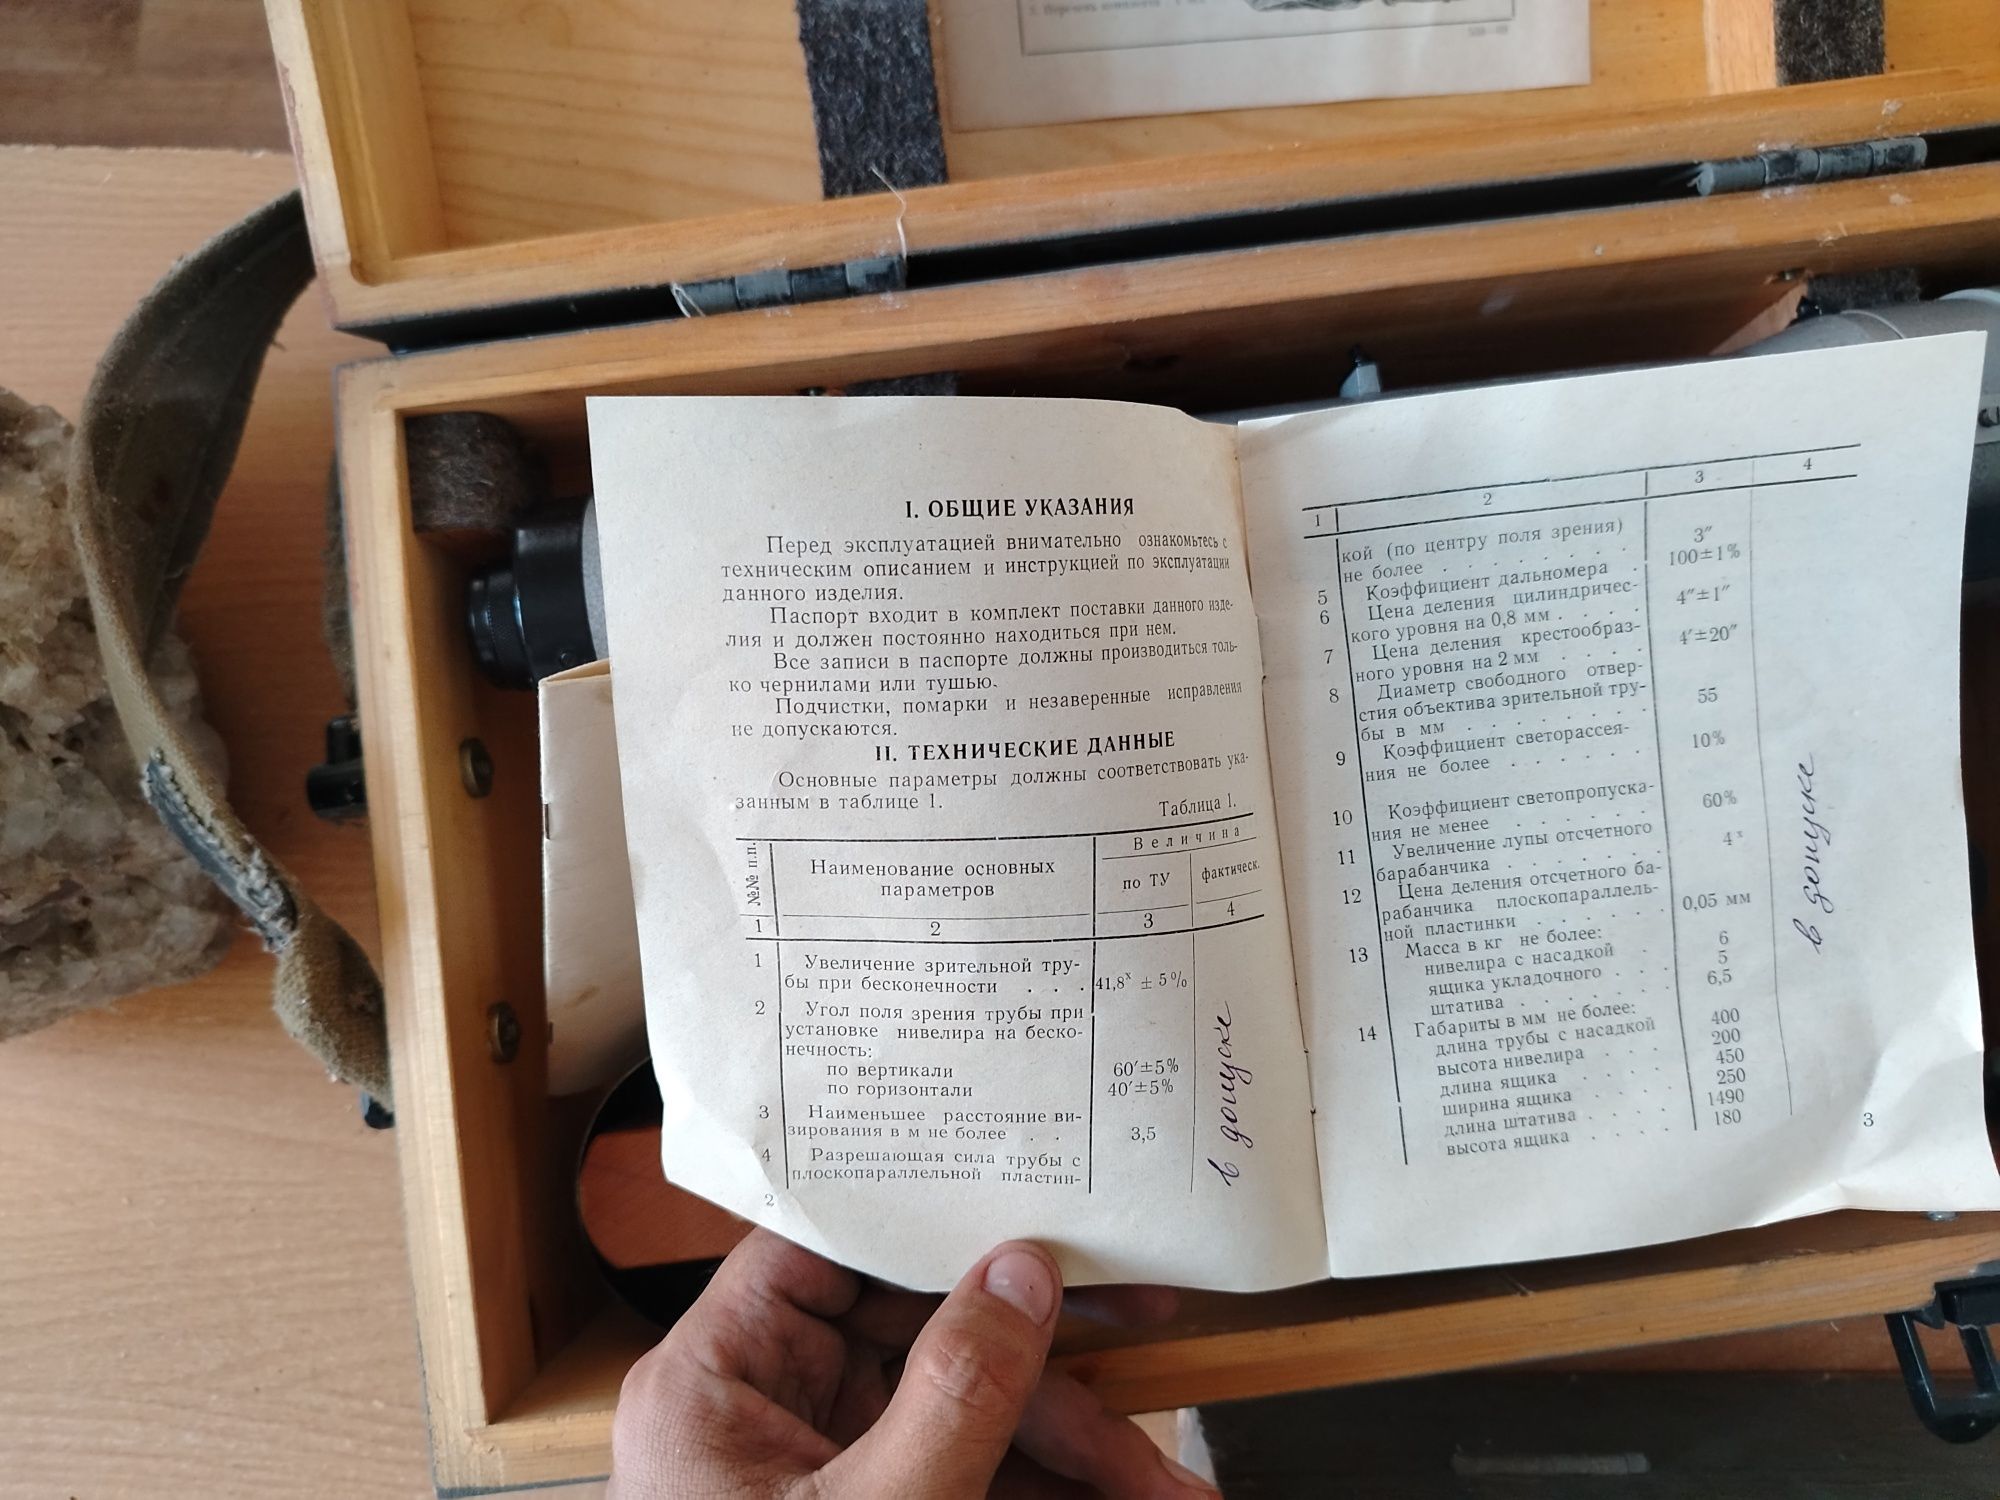 I. ОБЩИЕ УКАЗАНИЯ
Перед эксплуатацией внимательно ознакомьтесь с
техническим описанием и инструкцией по эксплуатации
данного изделия.
Паспорт входит в комплект поставки данного изде-
лия и должен постоянно находиться при нем.
Все записи в паспорте должны производиться толь-
ко чернилами или тушью.
Подчистки, помарки и незаверенные исправления
не допускаются.
II. ТЕХНИЧЕСКИЕ ДАННЫЕ
Основные параметры должны соответствовать ука-
занным в таблице 1.
Таблица 1.
№№ п.п.
Наименование основных
параметров
Величина
по ТУ
фактическ.
1 2 3 4
1 Увеличение зрительной тру-
бы при бесконечности . . . 41,8ˣ ± 5%
2 Угол поля зрения трубы при
установке нивелира на беско-
нечность:
по вертикали 60′±5%
по горизонтали 40′±5%
3 Наименьшее расстояние ви-
зирования в м не более . . 3,5
4 Разрешающая сила трубы с
плоскопараллельной пластин-
в допуске
2
1 2 3 4
кой (по центру поля зрения)
не более . . . . . . . 3″
5 Коэффициент дальномера . 100±1%
6 Цена деления цилиндричес-
кого уровня на 0,8 мм . . . . 4″±1″
7 Цена деления крестообраз-
ного уровня на 2 мм . . . . 4′±20″
8 Диаметр свободного отвер-
стия объектива зрительной тру-
бы в мм . . . . . . . 55
9 Коэффициент светорассея-
ния не более . . . . . . 10%
10 Коэффициент светопропуска-
ния не менее . . . . . . 60%
11 Увеличение лупы отсчетного
барабанчика . . . . . . . 4ˣ
12 Цена деления отсчетного ба-
рабанчика плоскопараллель-
ной пластинки . . . . . . 0,05 мм
13 Масса в кг не более:
нивелира с насадкой . 6
ящика укладочного . . . 5
штатива . . . . . . . 6,5
14 Габариты в мм не более:
длина трубы с насадкой 400
высота нивелира . . . 200
длина ящика . . . . 450
ширина ящика . . . . 250
длина штатива . . . . 1490
высота ящика . . . . 180
в допуске
3